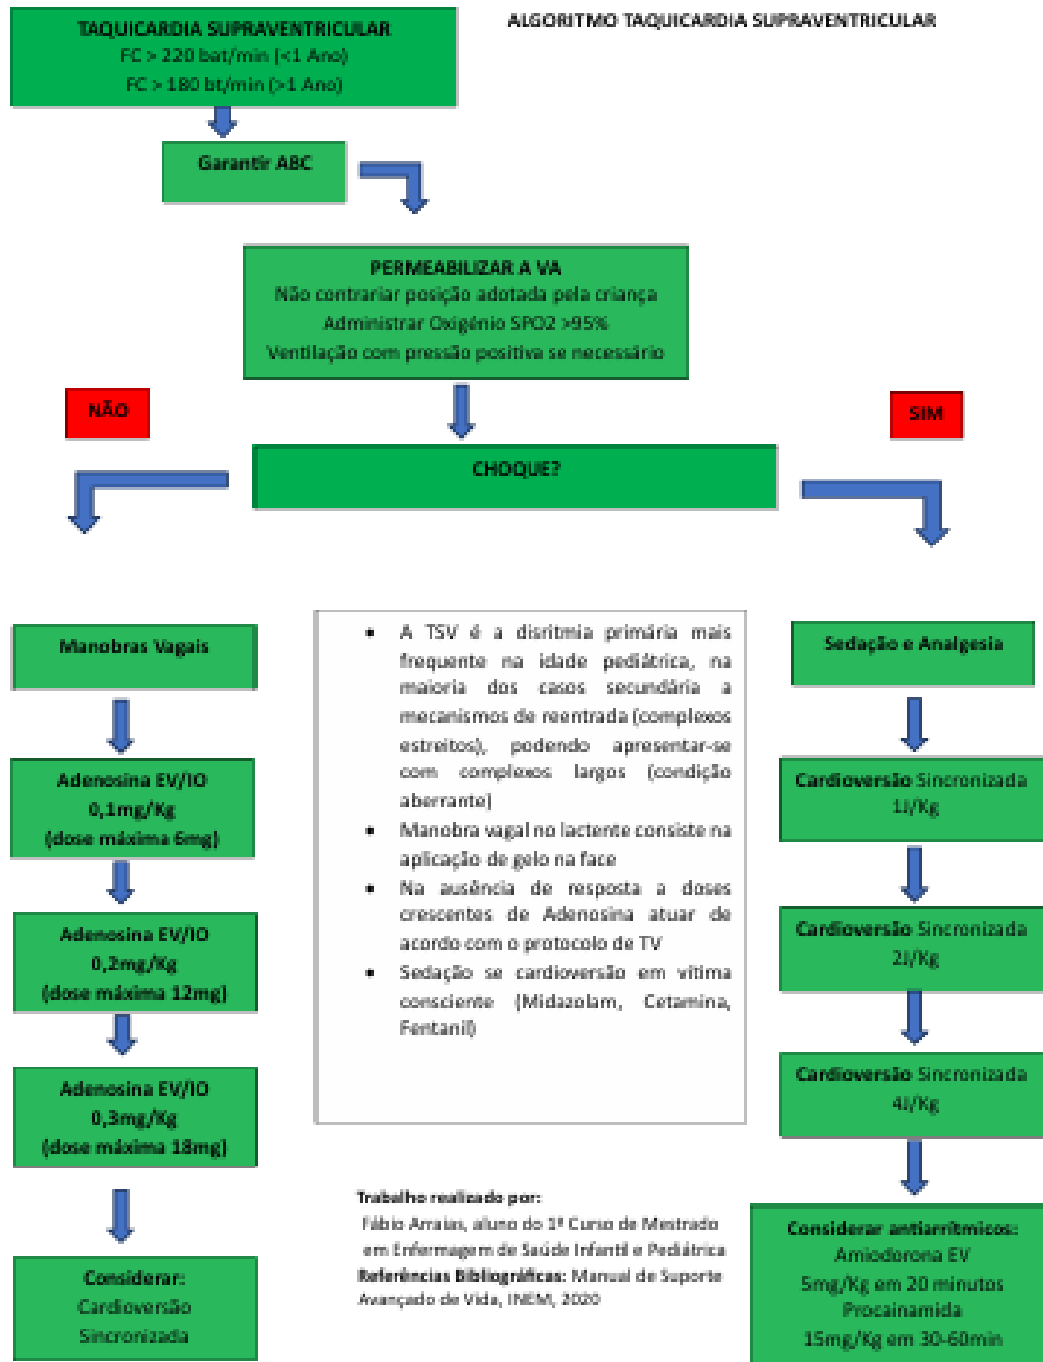 ALGORITMO TAQUICARDIA SUPRAVENTRICULAR
TAQUICARDIA SUPRAVENTRICULAR
FC > 220 bat/min (<1 Ano)
FC > 180 bt/min (>1 Ano)
Garantir ABC
PERMEABILIZAR A VA
Não contrariar posição adotada pela criança
Administrar Oxigénio SPO2 >95%
Ventilação com pressão positiva se necessário
NÃO
SIM
CHOQUE?
Manobras Vagais
Adenosina EV/IO
0,1mg/Kg
(dose máxima 6mg)
Adenosina EV/IO
0,2mg/Kg
(dose máxima 12mg)
Adenosina EV/IO
0,3mg/Kg
(dose máxima 18mg)
Considerar:
Cardioversão
Sincronizada
• A TSV é a disritmia primária mais
frequente na idade pediátrica, na
maioria dos casos secundária a
mecanismos de reentrada (complexos
estreitos), podendo apresentar-se
com complexos largos (condição
aberrante)
• Manobra vagal no lactente consiste na
aplicação de gelo na face
• Na ausência de resposta a doses
crescentes de Adenosina atuar de
acordo com o protocolo de TV
• Sedação se cardioversão em vítima
consciente (Midazolam, Cetamina,
Fentanil)
Trabalho realizado por:
Fábio Arraias, aluno do 1º Curso de Mestrado
em Enfermagem de Saúde Infantil e Pediátrica
Referências Bibliográficas: Manual de Suporte
Avançado de Vida, INEM, 2020
Sedação e Analgesia
Cardioversão Sincronizada
1J/Kg
Cardioversão Sincronizada
2J/Kg
Cardioversão Sincronizada
4J/Kg
Considerar antiarrítmicos:
Amiodorona EV
5mg/Kg em 20 minutos
Procainamida
15mg/Kg em 30-60min